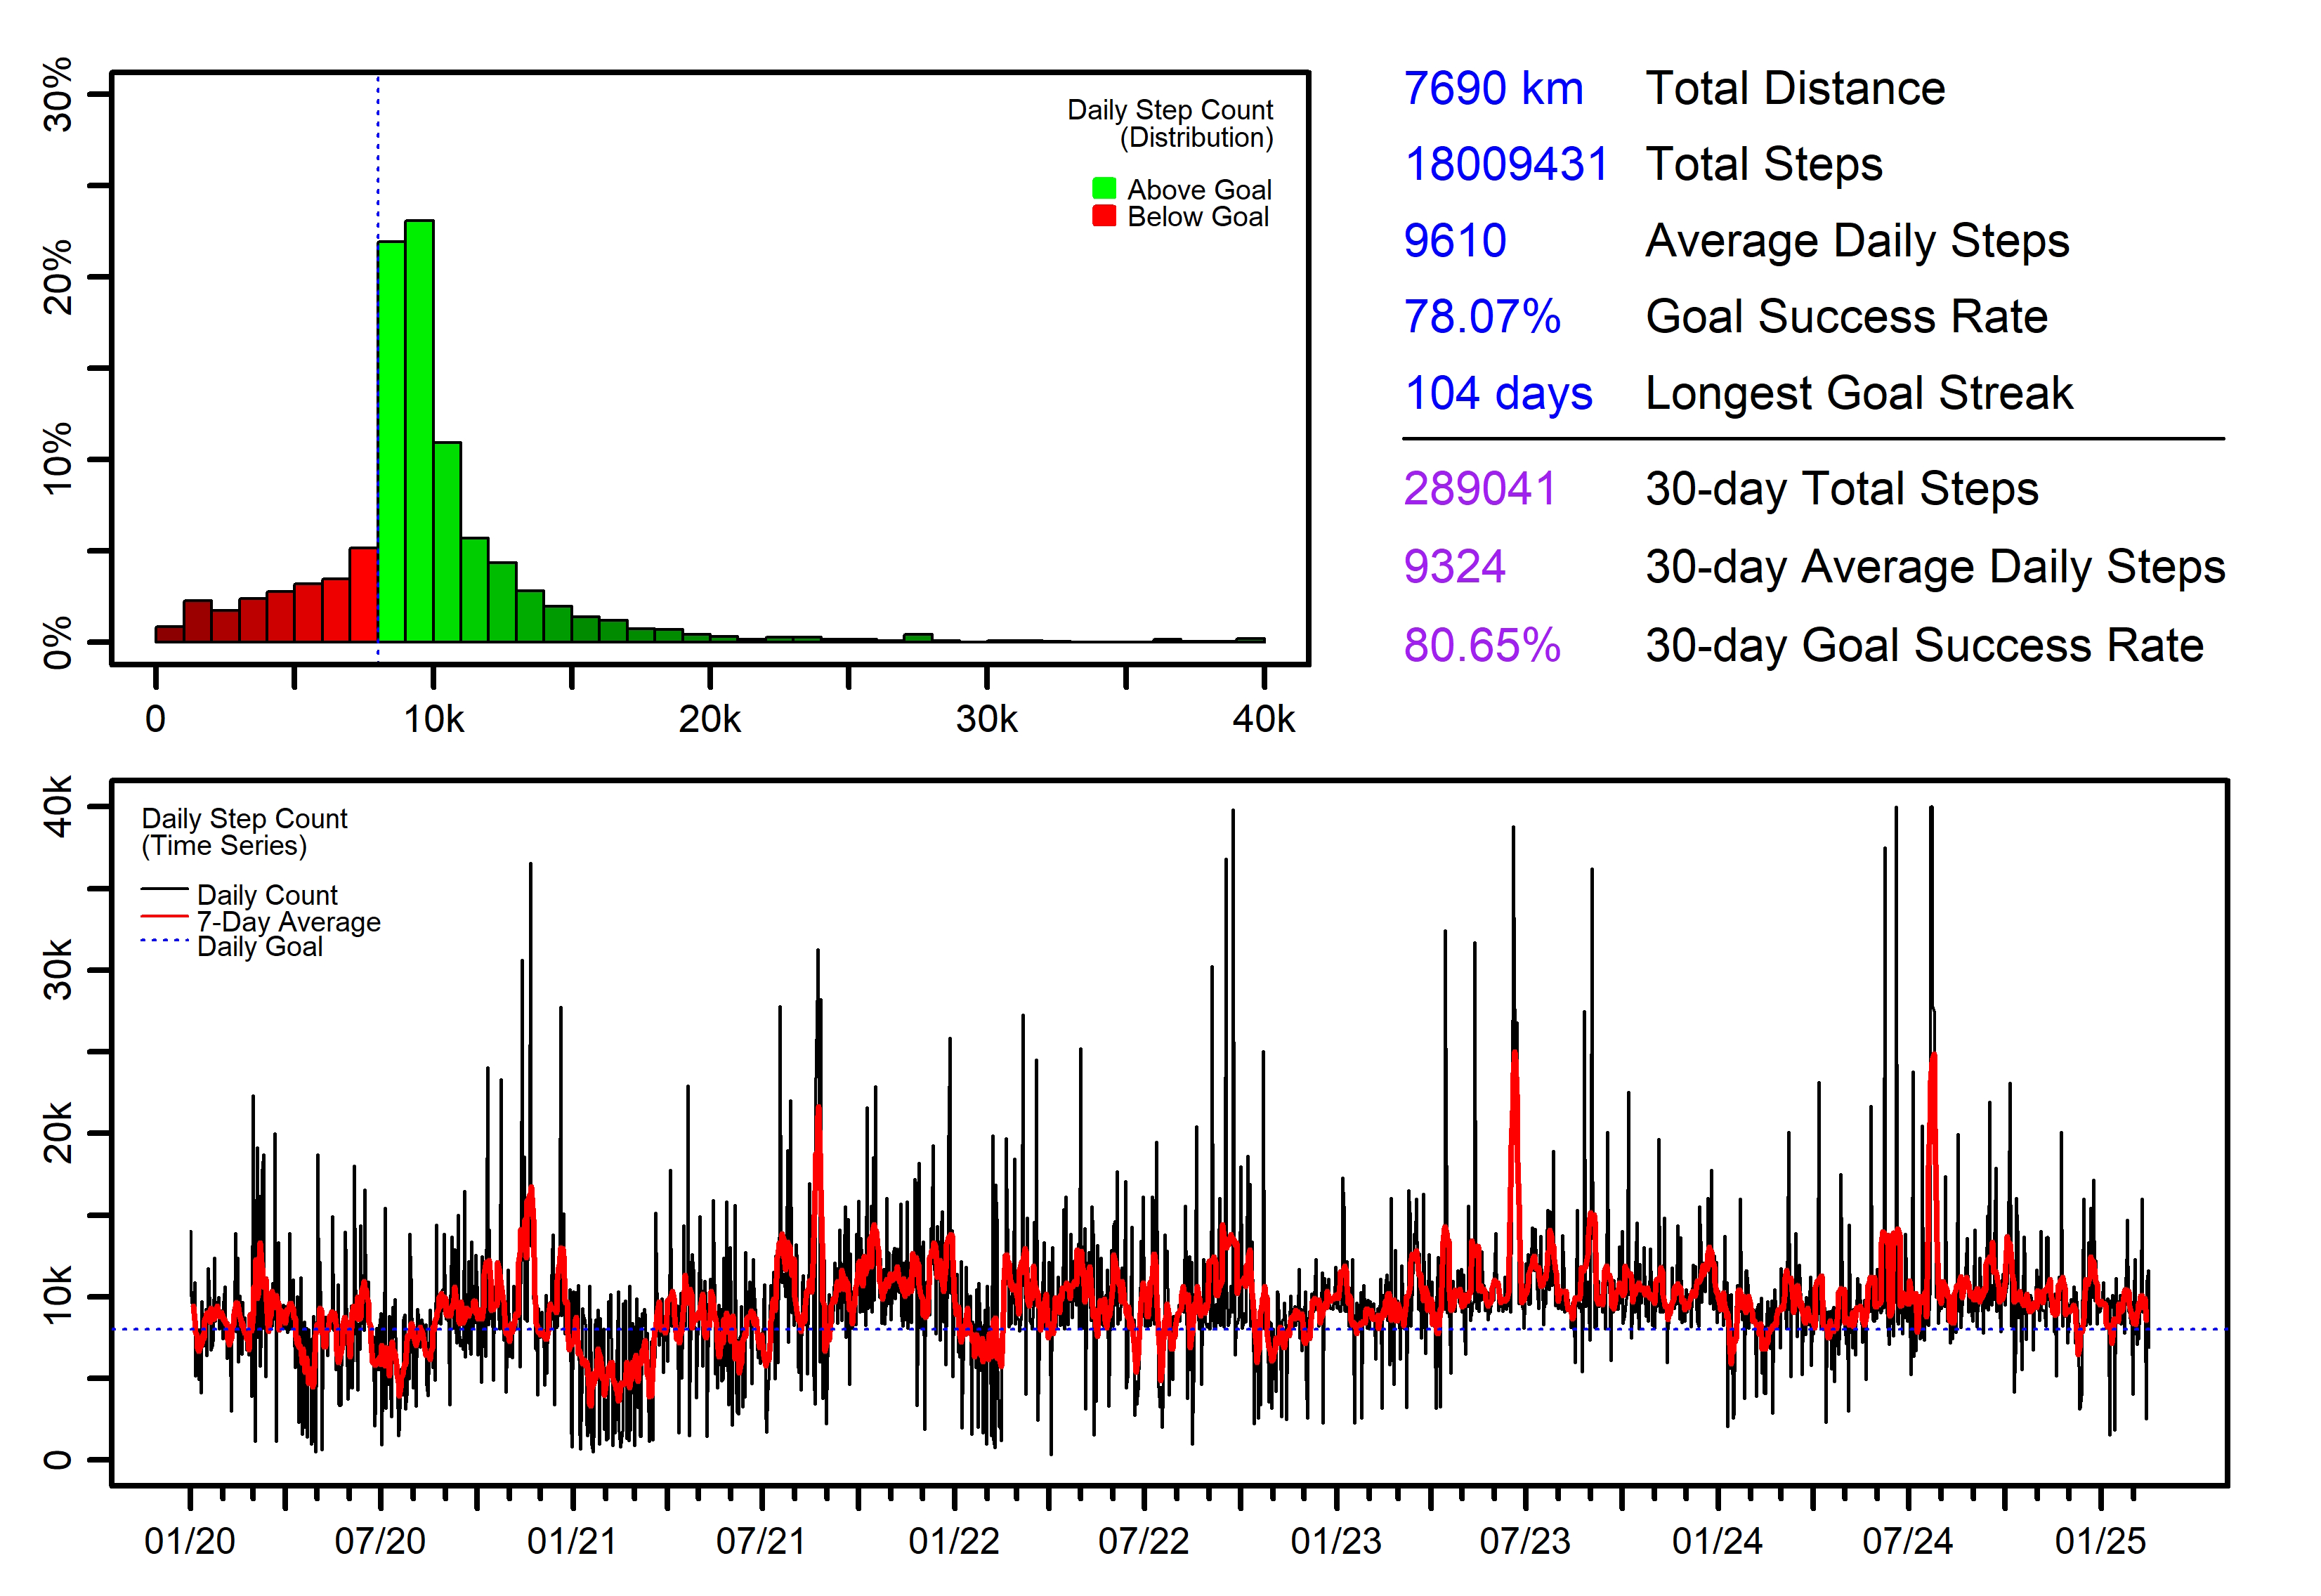 30%
20%
10%
0%
Daily Step Count
(Distribution)
Above Goal
Below Goal
0 10k 20k 30k 40k
7690 km Total Distance
18009431 Total Steps
9610 Average Daily Steps
78.07% Goal Success Rate
104 days Longest Goal Streak
289041 30-day Total Steps
9324 30-day Average Daily Steps
80.65% 30-day Goal Success Rate
40k
30k
20k
10k
0
Daily Step Count
(Time Series)
Daily Count
7-Day Average
Daily Goal
01/20 07/20 01/21 07/21 01/22 07/22 01/23 07/23 01/24 07/24 01/25